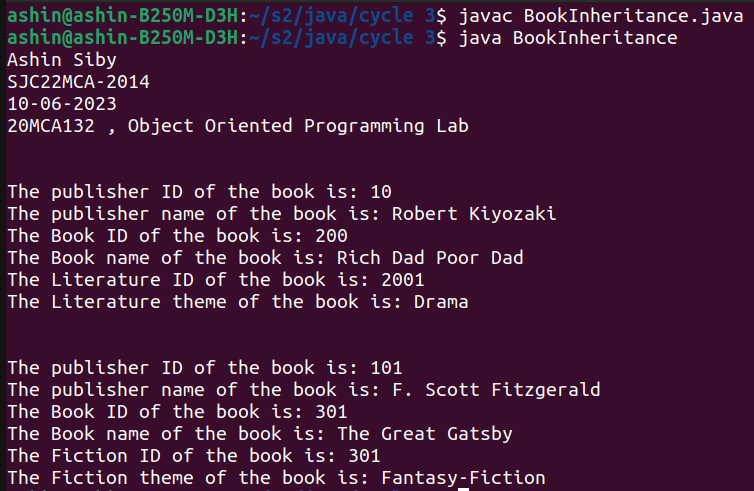 ashin@ashin-B250M-D3H:~/s2/java/cycle 3$ javac BookInheritance.java
ashin@ashin-B250M-D3H:~/s2/java/cycle 3$ java BookInheritance
Ashin Siby
SJC22MCA-2014
10-06-2023
20MCA132 , Object Oriented Programming Lab
The publisher ID of the book is: 10
The publisher name of the book is: Robert Kiyozaki
The Book ID of the book is: 200
The Book name of the book is: Rich Dad Poor Dad
The Literature ID of the book is: 2001
The Literature theme of the book is: Drama
The publisher ID of the book is: 101
The publisher name of the book is: F. Scott Fitzgerald
The Book ID of the book is: 301
The Book name of the book is: The Great Gatsby
The Fiction ID of the book is: 301
The Fiction theme of the book is: Fantasy-Fiction